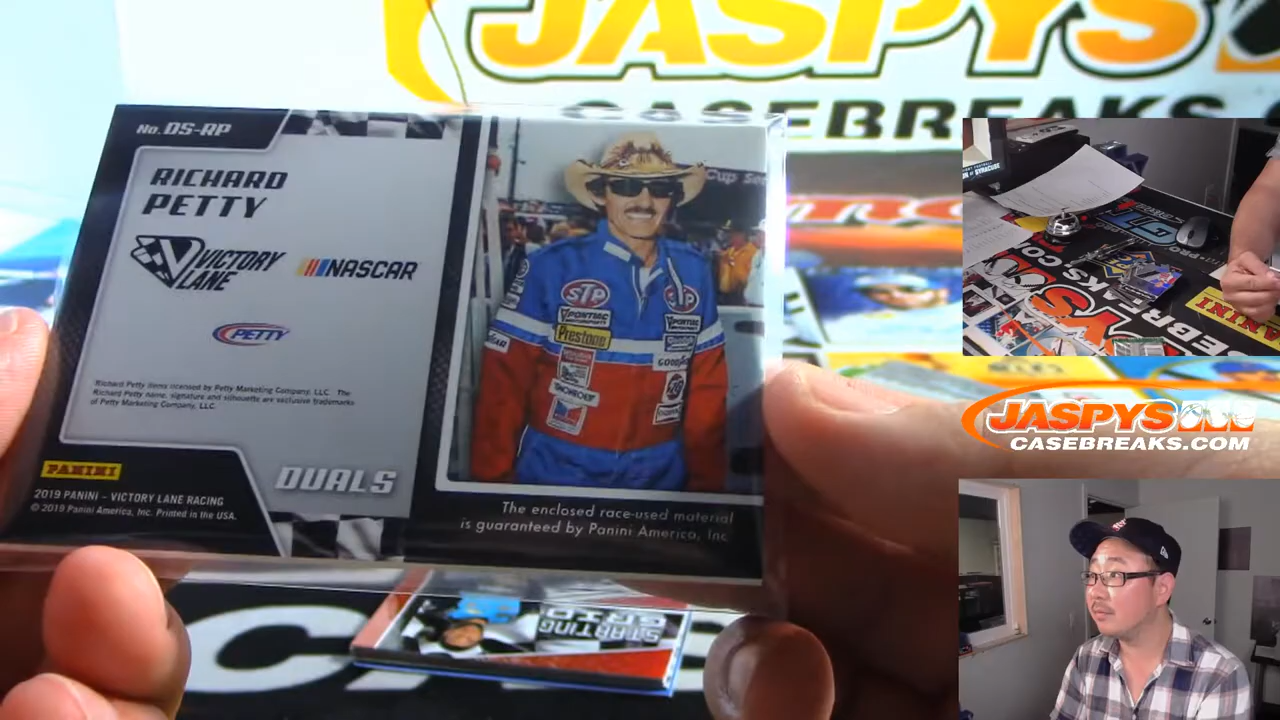 JASPYS
CASEBREAKS.
No. DS-RP
RICHARD
PETTY
VICTORY
LANE
NASCAR
PETTY
Richard Petty items licensed by Petty Marketing Company, LLC. The
Richard Petty name, signature and silhouette are exclusive trademarks
of Petty Marketing Company, LLC.
PANINI
DUALS
2019 PANINI – VICTORY LANE RACING
© 2019 Panini America, Inc. Printed in the USA.
Cup Se
STP
STP
PONTIAC
Prestone
GOODYEAR
The enclosed race-used material
is guaranteed by Panini America, Inc
STARTING
GRID
CA
PANINI
JASPYS
CASEBREAKS.COM